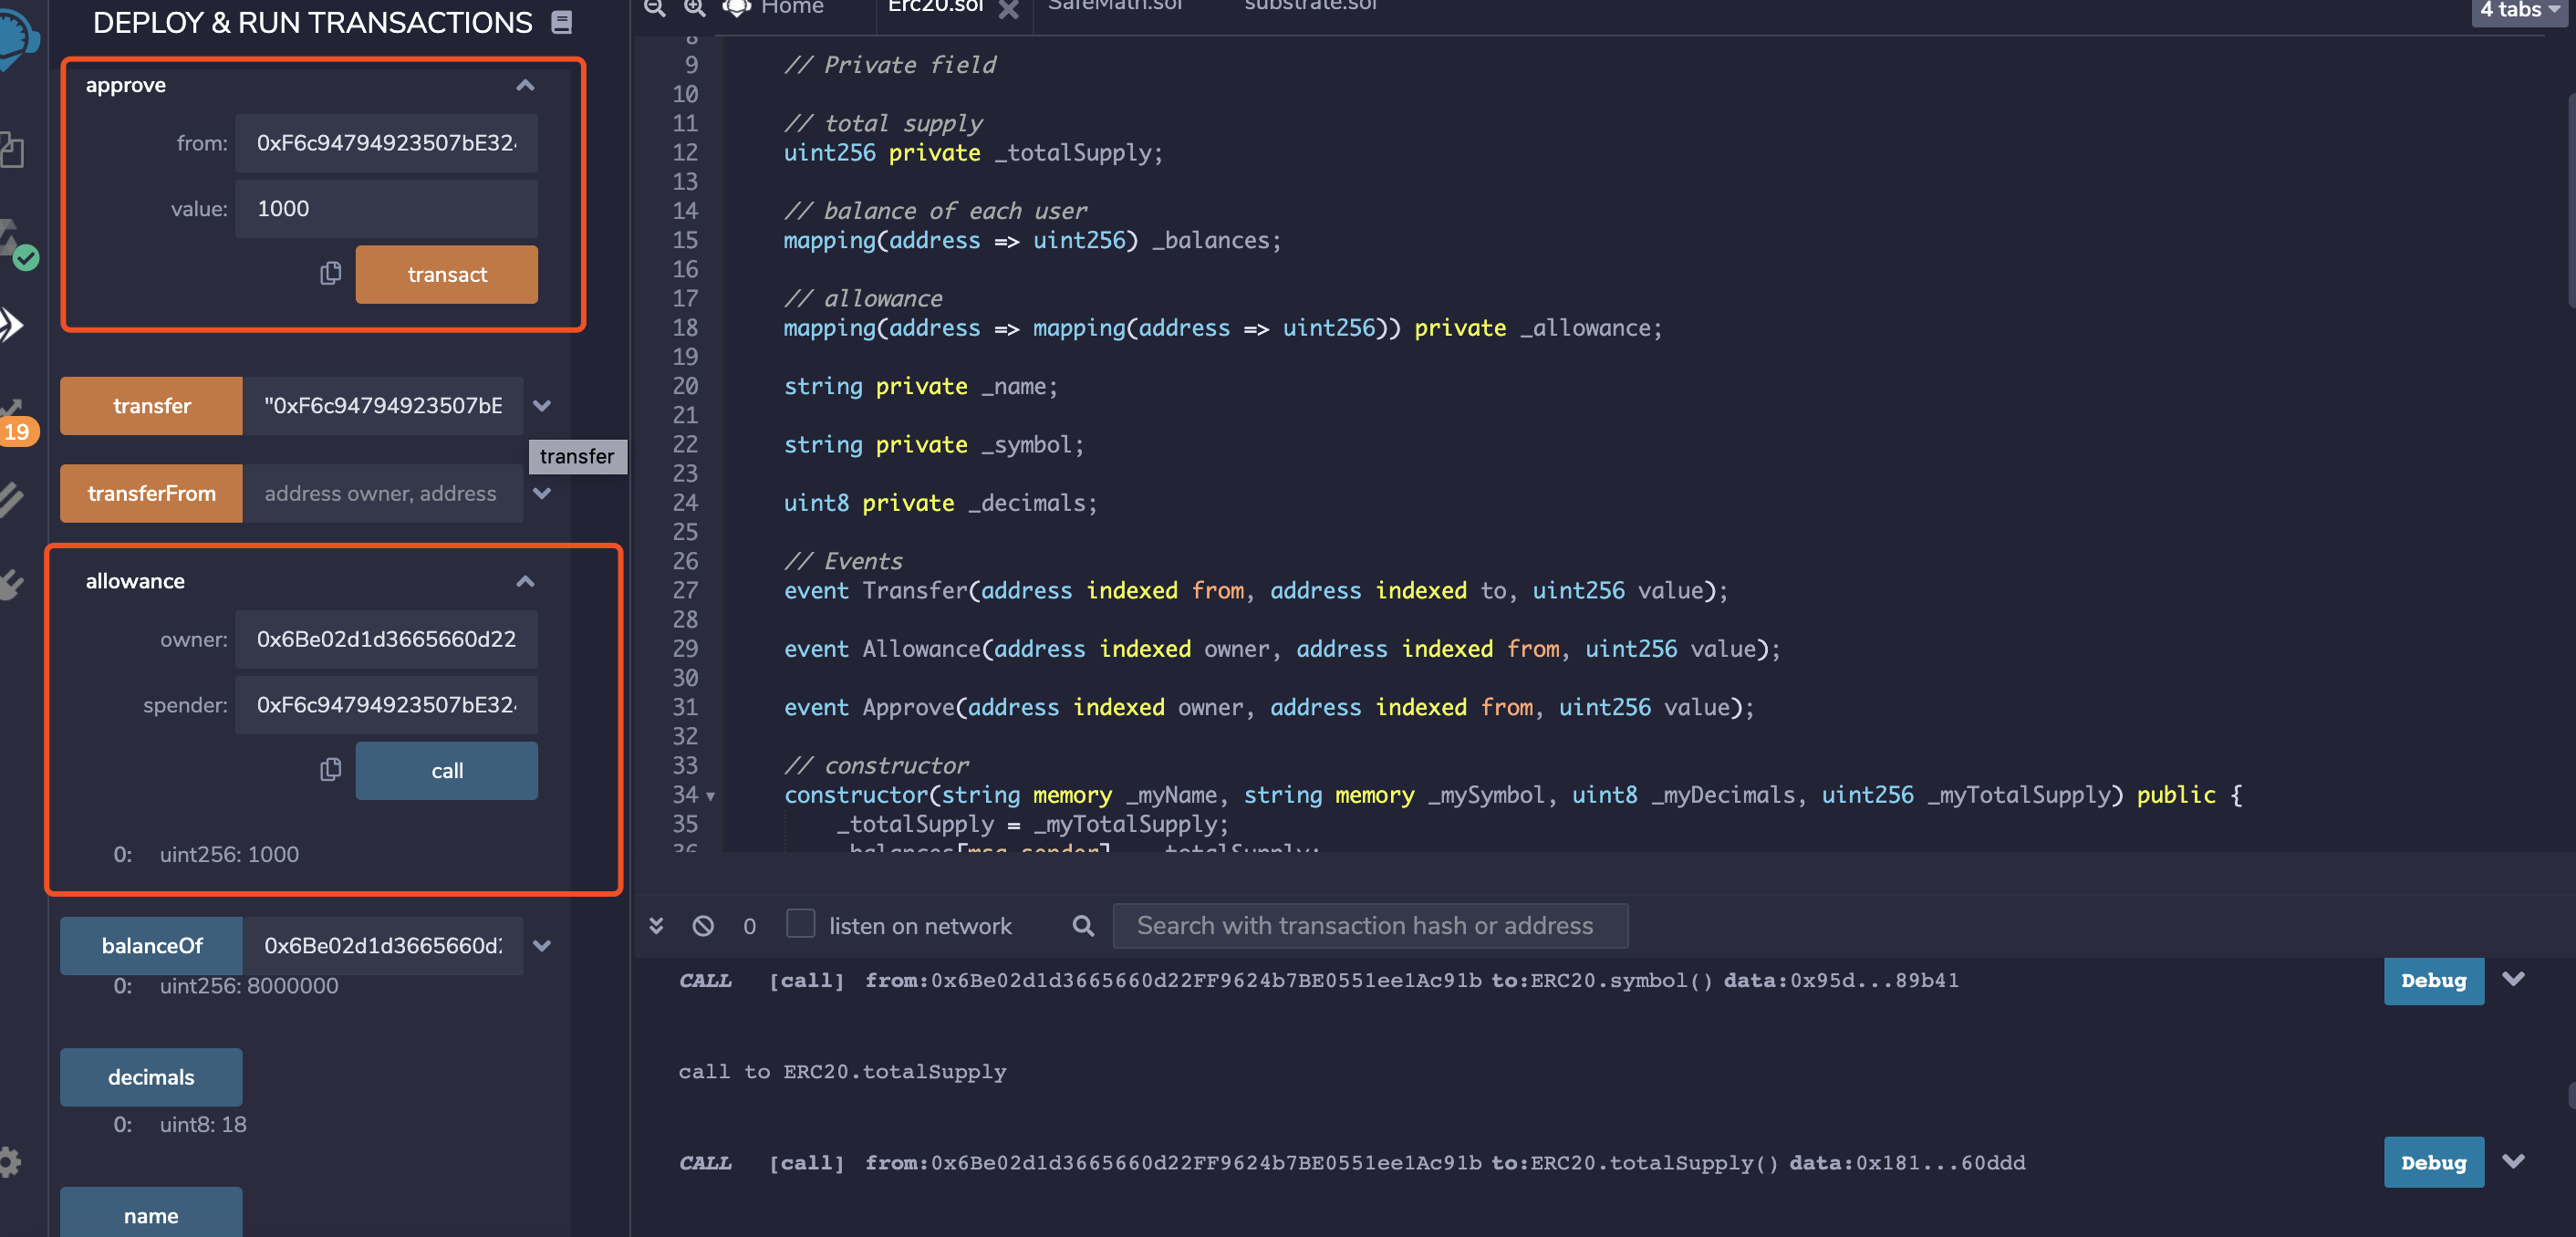 DEPLOY & RUN TRANSACTIONS
approve
from: 0xF6c94794923507bE32
value: 1000
transact
transfer "0xF6c94794923507bE
transfer
transferFrom address owner, address
19
allowance
owner: 0x6Be02d1d3665660d22
spender: 0xF6c94794923507bE32
call
0: uint256: 1000
balanceOf 0x6Be02d1d3665660d
0: uint256: 8000000
decimals
0: uint8: 18
name
Home Erc20.sol SafeMath.sol substrate.sol 4 tabs
8
9 // Private field
10
11 // total supply
12 uint256 private _totalSupply;
13
14 // balance of each user
15 mapping(address => uint256) _balances;
16
17 // allowance
18 mapping(address => mapping(address => uint256)) private _allowance;
19
20 string private _name;
21
22 string private _symbol;
23
24 uint8 private _decimals;
25
26 // Events
27 event Transfer(address indexed from, address indexed to, uint256 value);
28
29 event Allowance(address indexed owner, address indexed from, uint256 value);
30
31 event Approve(address indexed owner, address indexed from, uint256 value);
32
33 // constructor
34 constructor(string memory _myName, string memory _mySymbol, uint8 _myDecimals, uint256 _myTotalSupply) public {
35 _totalSupply = _myTotalSupply;
36 _balances[msg.sender] = _totalSupply;
0 listen on network Search with transaction hash or address
CALL [call] from:0x6Be02d1d3665660d22FF9624b7BE0551ee1Ac91b to:ERC20.symbol() data:0x95d...89b41 Debug
call to ERC20.totalSupply
CALL [call] from:0x6Be02d1d3665660d22FF9624b7BE0551ee1Ac91b to:ERC20.totalSupply() data:0x181...60ddd Debug